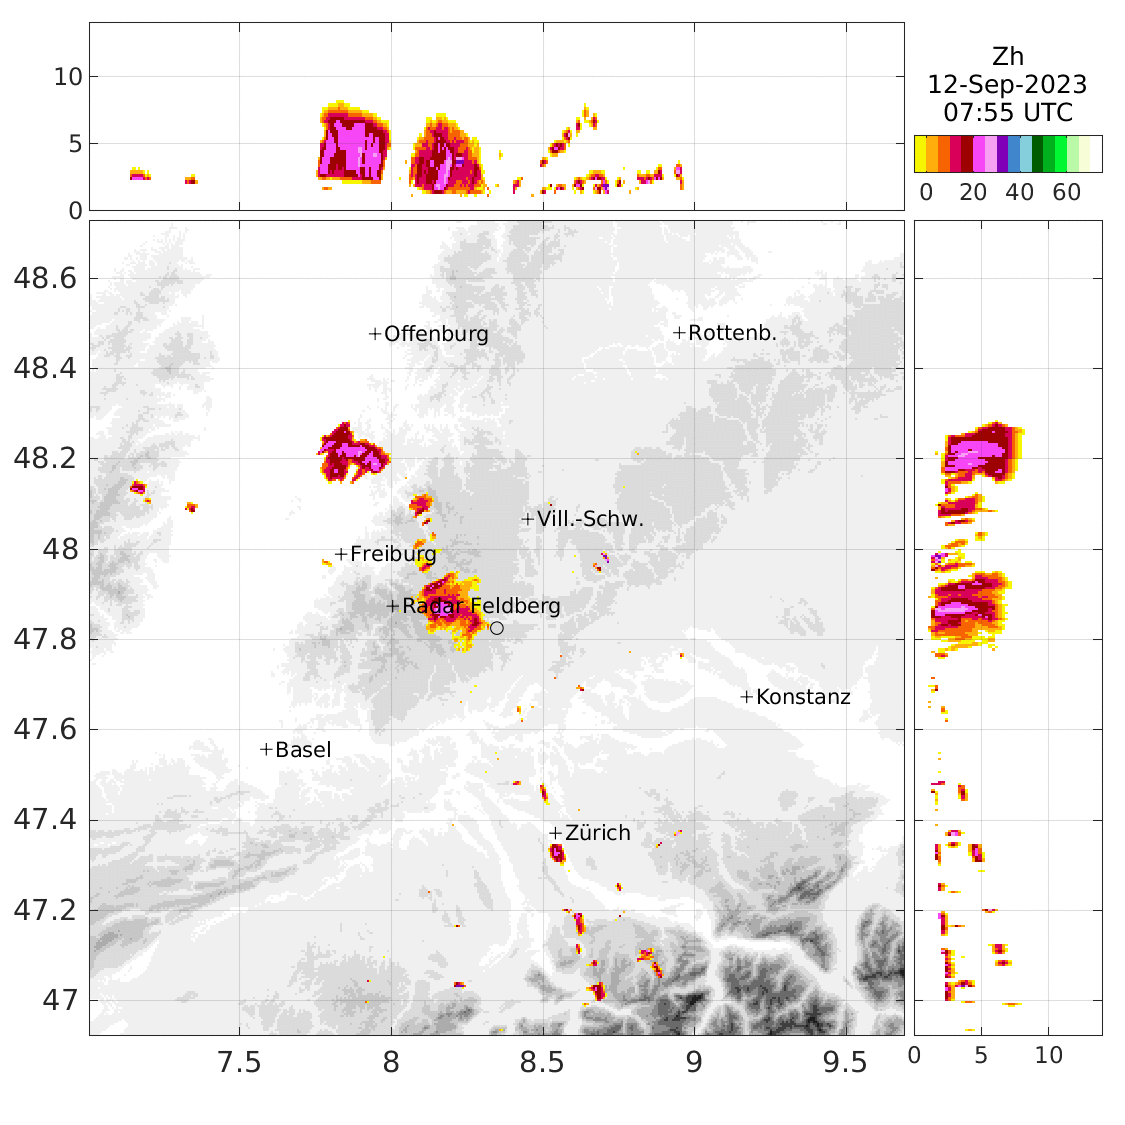 Zh
12-Sep-2023
07:55 UTC
0 20 40 60
10
5
0
48.6
48.4
48.2
48
47.8
47.6
47.4
47.2
47
Offenburg
Rottenb.
Vill.-Schw.
Freiburg
Radar Feldberg
Konstanz
Basel
Zürich
7.5 8 8.5 9 9.5
0 5 10